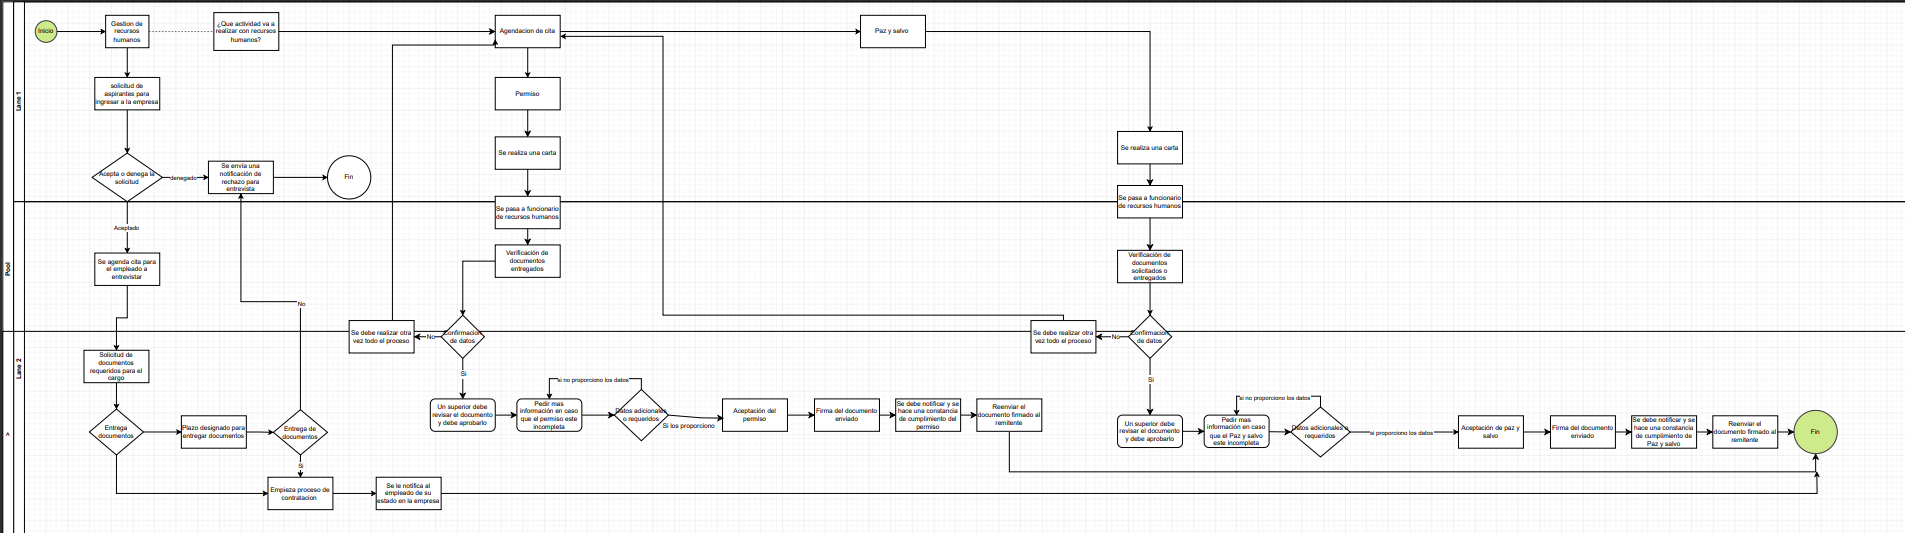 Pool
Lane 1
Lane 2
A
Inicio
Gestion de
recursos
humanos
¿Que actividad va a
realizar con recursos
humanos?
Agendacion de cita
Paz y salvo
solicitud de
aspirantes para
ingresar a la empresa
Permiso
Se realiza una carta
Se realiza una carta
Acepta o denega la
solicitud
denegado
Se envía una
notificación de
rechazo para
entrevista
Fin
Se pasa a funcionario
de recursos humanos
Se pasa a funcionario
de recursos humanos
Aceptado
Se agenda cita para
el empleado a
entrevistar
Verificación de
documentos
entregados
Verificación de
documentos
solicitados o
entregados
No
Se debe realizar otra
vez todo el proceso
No
Confirmacion
de datos
Se debe realizar otra
vez todo el proceso
No
Confirmacion
de datos
Solicitud de
documentos
requeridos para el
cargo
Si
Si
Entrega
documentos
Plazo designado para
entregar documentos
Entrega de
documentos
Si
Un superior debe
revisar el documento
y debe aprobarlo
Pedir mas
información en caso
que el permiso este
incompleta
si no proporciono los datos
Datos adicionales
o requeridos
Si los proporciono
Aceptación del
permiso
Firma del documento
enviado
Se debe notificar y se
hace una constancia
de cumplimiento del
permiso
Reenviar el
documento firmado al
remitente
Un superior debe
revisar el documento
y debe aprobarlo
Pedir mas
información en caso
que el Paz y salvo
este incompleta
si no proporciono los datos
Datos adicionales o
requeridos
si proporciono los datos
Aceptación de paz y
salvo
Firma del documento
enviado
Se debe notificar y se
hace una constancia
de cumplimiento de
Paz y salvo
Reenviar el
documento firmado al
remitente
Fin
Empieza proceso de
contratacion
Se le notifica al
empleado de su
estado en la empresa